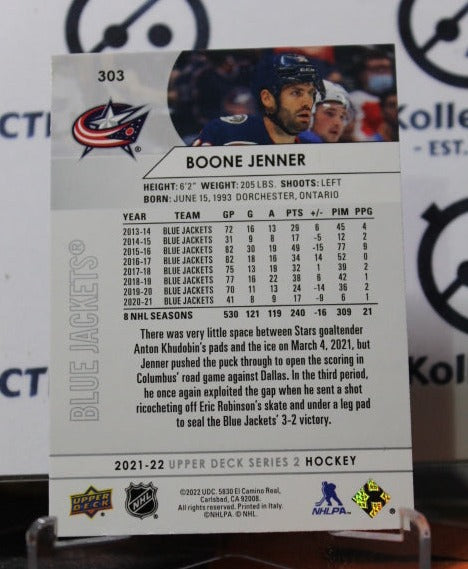 303
BOONE JENNER
HEIGHT: 6'2" WEIGHT: 205 LBS. SHOOTS: LEFT
BORN: JUNE 15, 1993 DORCHESTER, ONTARIO
YEAR TEAM GP G A PTS +/- PIM PPG
2013-14 BLUE JACKETS 72 16 13 29 6 45 4
2014-15 BLUE JACKETS 31 9 8 17 -5 12 2
2015-16 BLUE JACKETS 82 30 19 49 -15 77 9
2016-17 BLUE JACKETS 82 18 16 34 14 52 0
2017-18 BLUE JACKETS 75 13 19 32 1 39 2
2018-19 BLUE JACKETS 77 16 22 38 6 42 1
2019-20 BLUE JACKETS 70 11 13 24 -14 36 2
2020-21 BLUE JACKETS 41 8 9 17 -9 6 1
8 NHL SEASONS 530 121 119 240 -16 309 21
BLUE JACKETS®
There was very little space between Stars goaltender
Anton Khudobin's pads and the ice on March 4, 2021, but
Jenner pushed the puck through to open the scoring in
Columbus' road game against Dallas. In the third period,
he once again exploited the gap when he sent a shot
ricocheting off Eric Robinson's skate and under a leg pad
to seal the Blue Jackets' 3-2 victory.
2021-22 UPPER DECK SERIES 2 HOCKEY
UPPER DECK
NHL
©2022 UDC. 5830 El Camino Real,
Carlsbad, CA 92008.
All rights reserved. Printed in Italy.
©NHLPA. © NHL.
NHLPA
Kolle
- EST.